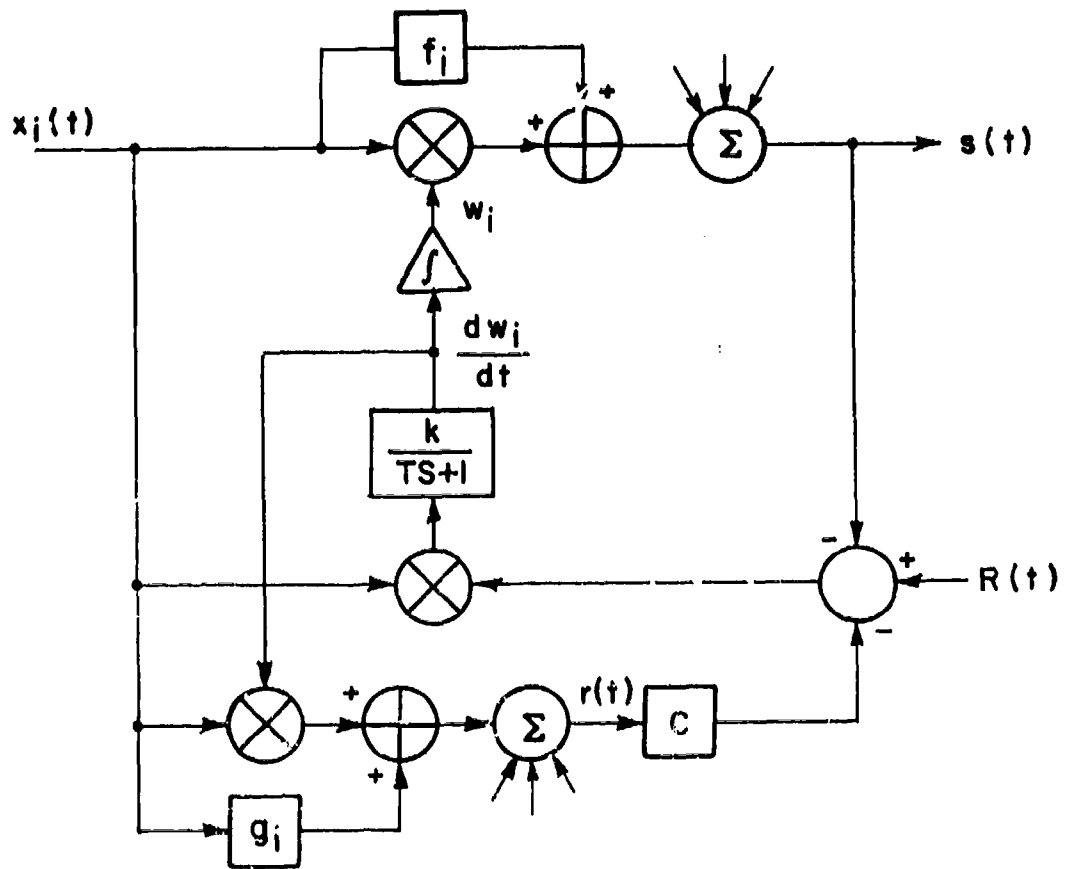 f_i
x_i(t)
+
+
Σ
s(t)
w_i
∫
dw_i
dt
k
TS+1
-
+
R(t)
-
+
r(t)
Σ
C
+
g_i